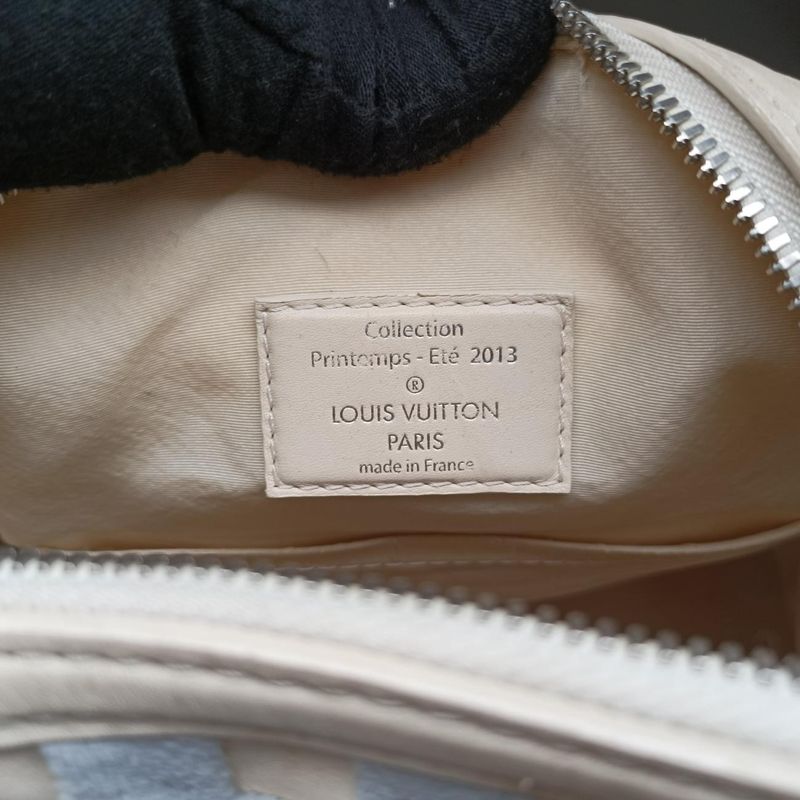 Collection
Printemps - Eté 2013
®
LOUIS VUITTON
PARIS
made in France